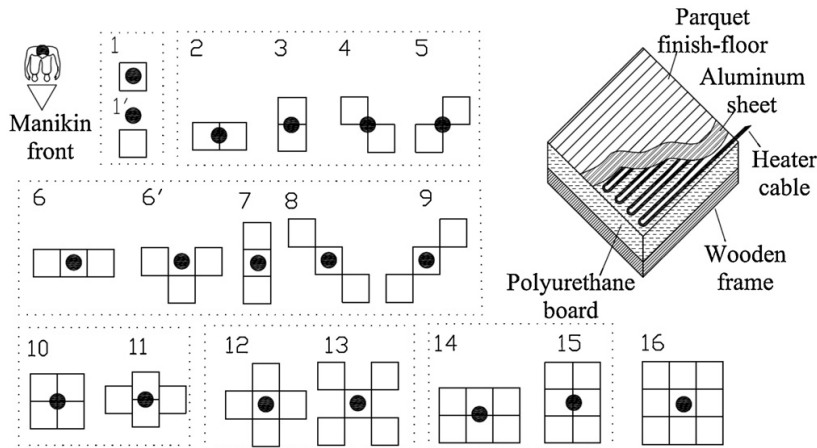 1
1′
Manikin
front
2
3
4
5
Parquet
finish-floor
Aluminum
sheet
Heater
cable
6
6′
7
8
9
Polyurethane
board
Wooden
frame
10
11
12
13
14
15
16